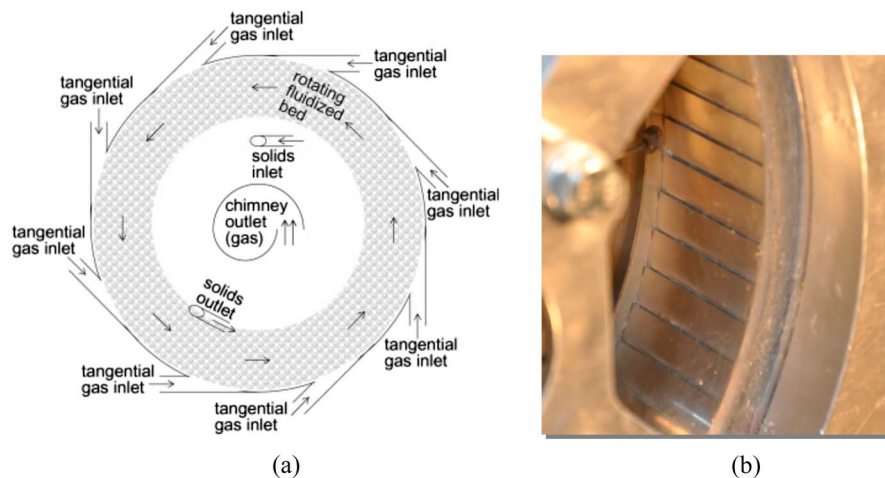 tangential
gas inlet
tangential
gas inlet
tangential
gas inlet
rotating
fluidized
bed
solids
inlet
chimney
outlet
(gas)
tangential
gas inlet
tangential
gas inlet
solids
outlet
tangential
gas inlet
tangential
gas inlet
tangential
gas inlet
(a)
(b)